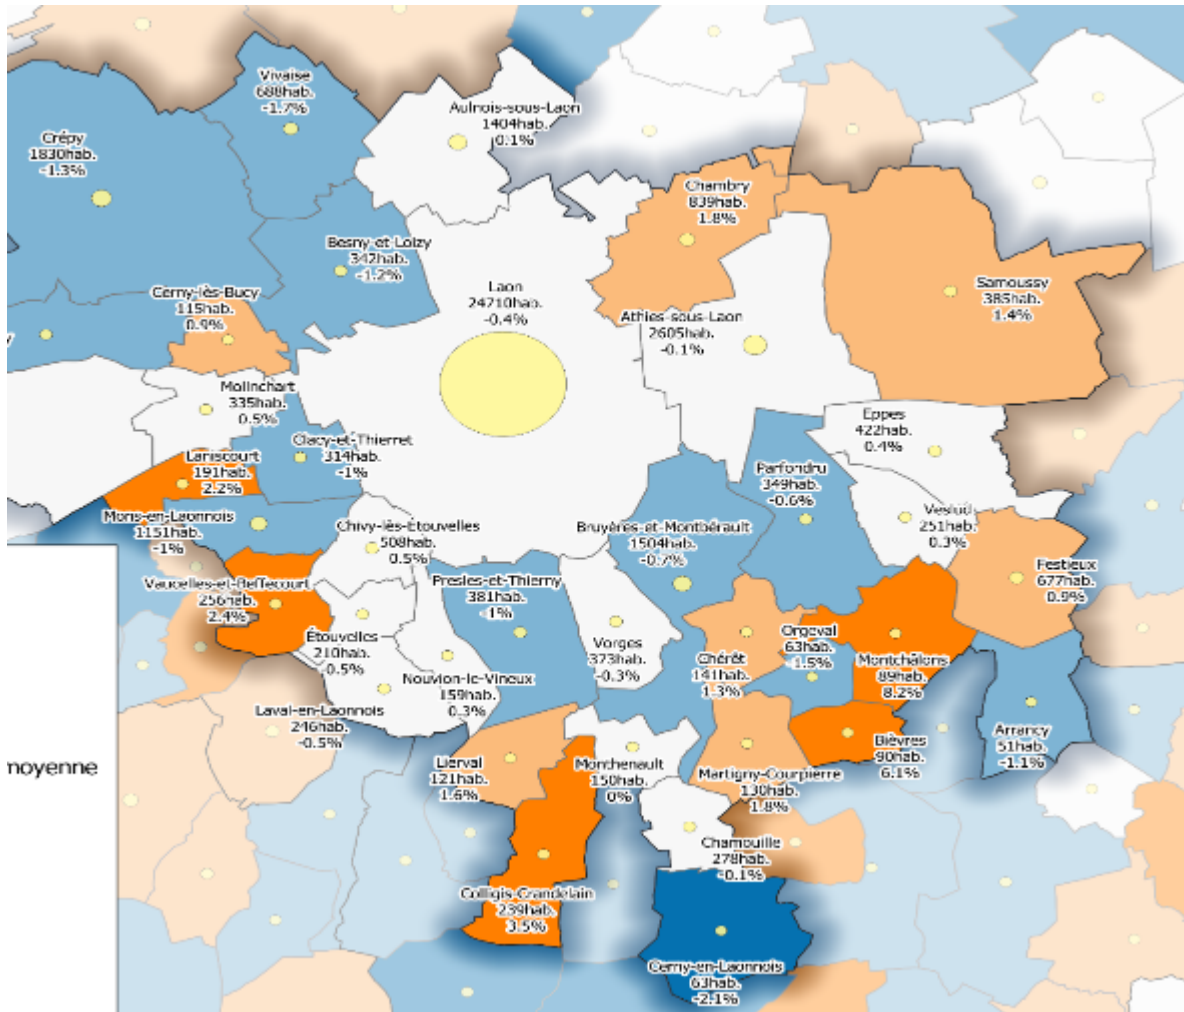 Vivaise
688hab.
-1.7%
Aulnois-sous-Laon
1404hab.
0.1%
Crépy
1830hab.
-1.3%
Chambry
839hab.
1.8%
Besny-et-Loizy
342hab.
-1.2%
Samoussy
385hab.
1.4%
Laon
24710hab.
-0.4%
Cerny-lès-Bucy
115hab.
0.9%
Athies-sous-Laon
2605hab.
-0.1%
Molinchart
335hab.
0.5%
Eppes
422hab.
0.4%
Clacy-et-Thierret
314hab.
-1%
Laniscourt
191hab.
2.2%
Parfondru
349hab.
-0.6%
Mons-en-Laonnois
1151hab.
-1%
Chivy-lès-Étouvelles
508hab.
0.5%
Bruyères-et-Montbérault
1504hab.
-0.7%
Veslud
251hab.
0.3%
Festieux
677hab.
0.9%
Vaucelles-et-Beffecourt
256hab.
2.4%
Presles-et-Thierny
381hab.
-1%
Étouvelles
210hab.
-0.5%
Vorges
373hab.
-0.3%
Orgeval
63hab.
-1.5%
Chérêt
141hab.
1.3%
Montchâlons
89hab.
8.2%
Nouvion-le-Vineux
159hab.
0.3%
Laval-en-Laonnois
246hab.
-0.5%
Arrancy
51hab.
-1.1%
Bièvres
90hab.
6.1%
Lierval
121hab.
1.6%
Monthenault
150hab.
0%
Martigny-Courpierre
130hab.
1.8%
moyenne
Chamouille
278hab.
-0.1%
Colligis-Crandelain
239hab.
3.5%
Cerny-en-Laonnois
63hab.
-2.1%